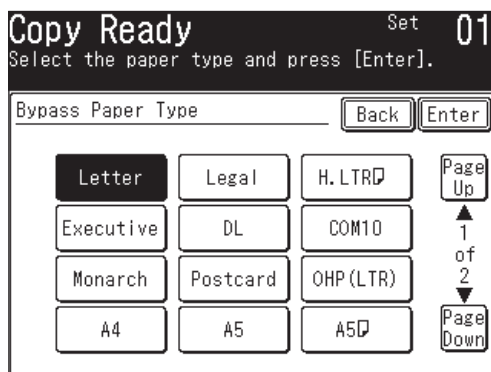 Copy Ready Set 01
Select the paper type and press [Enter].
Bypass Paper Type Back Enter
Letter Legal H.LTR Page Up
Executive DL COM10 1
of
Monarch Postcard OHP(LTR) 2
A4 A5 A5 Page Down